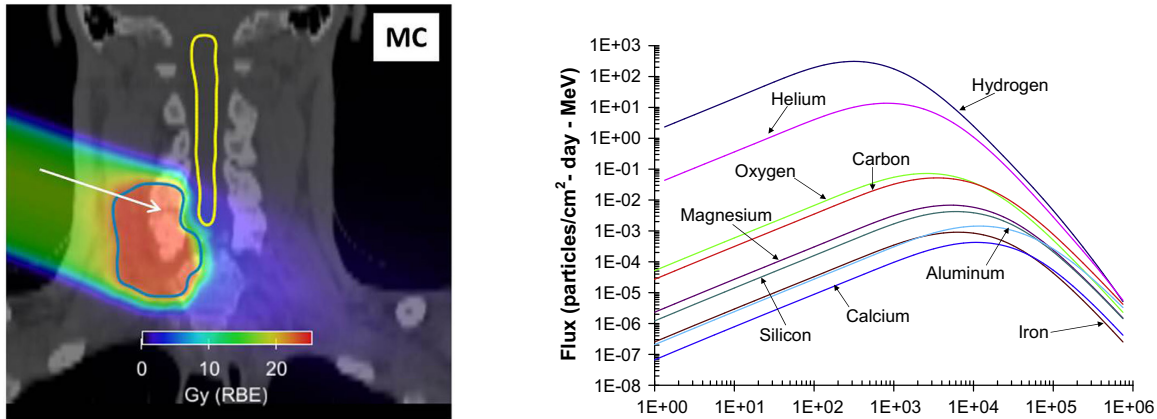 MC
0
10
20
Gy (RBE)
Flux (particles/cm²- day - MeV)
1E+03
1E+02
1E+01
1E+00
1E-01
1E-02
1E-03
1E-04
1E-05
1E-06
1E-07
1E-08
1E+00
1E+01
1E+02
1E+03
1E+04
1E+05
1E+06
Hydrogen
Helium
Carbon
Oxygen
Magnesium
Aluminum
Silicon
Calcium
Iron